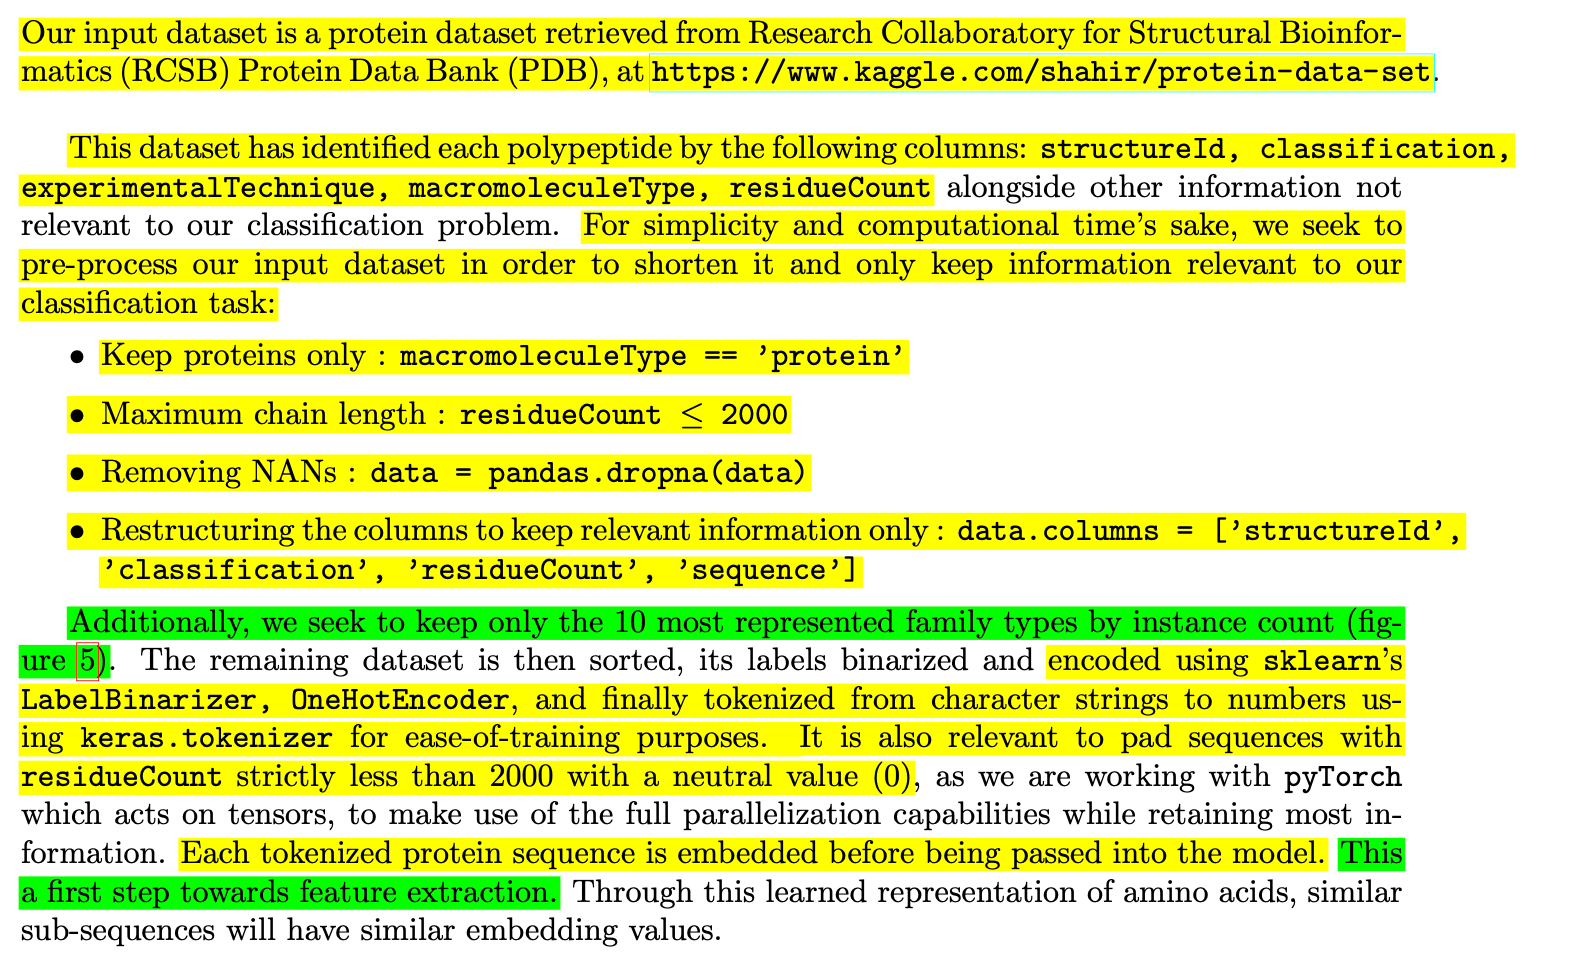 Our input dataset is a protein dataset retrieved from Research Collaboratory for Structural Bioinfor-
matics (RCSB) Protein Data Bank (PDB), at https://www.kaggle.com/shahir/protein-data-set.
This dataset has identified each polypeptide by the following columns: structureId, classification,
experimentalTechnique, macromoleculeType, residueCount alongside other information not
relevant to our classification problem. For simplicity and computational time's sake, we seek to
pre-process our input dataset in order to shorten it and only keep information relevant to our
classification task:
• Keep proteins only : macromoleculeType == ’protein’
• Maximum chain length : residueCount ≤ 2000
• Removing NANs : data = pandas.dropna(data)
• Restructuring the columns to keep relevant information only : data.columns = [’structureId’,
’classification’, ’residueCount’, ’sequence’]
Additionally, we seek to keep only the 10 most represented family types by instance count (fig-
ure 5). The remaining dataset is then sorted, its labels binarized and encoded using sklearn’s
LabelBinarizer, OneHotEncoder, and finally tokenized from character strings to numbers us-
ing keras.tokenizer for ease-of-training purposes. It is also relevant to pad sequences with
residueCount strictly less than 2000 with a neutral value (0), as we are working with pyTorch
which acts on tensors, to make use of the full parallelization capabilities while retaining most in-
formation. Each tokenized protein sequence is embedded before being passed into the model. This
a first step towards feature extraction. Through this learned representation of amino acids, similar
sub-sequences will have similar embedding values.